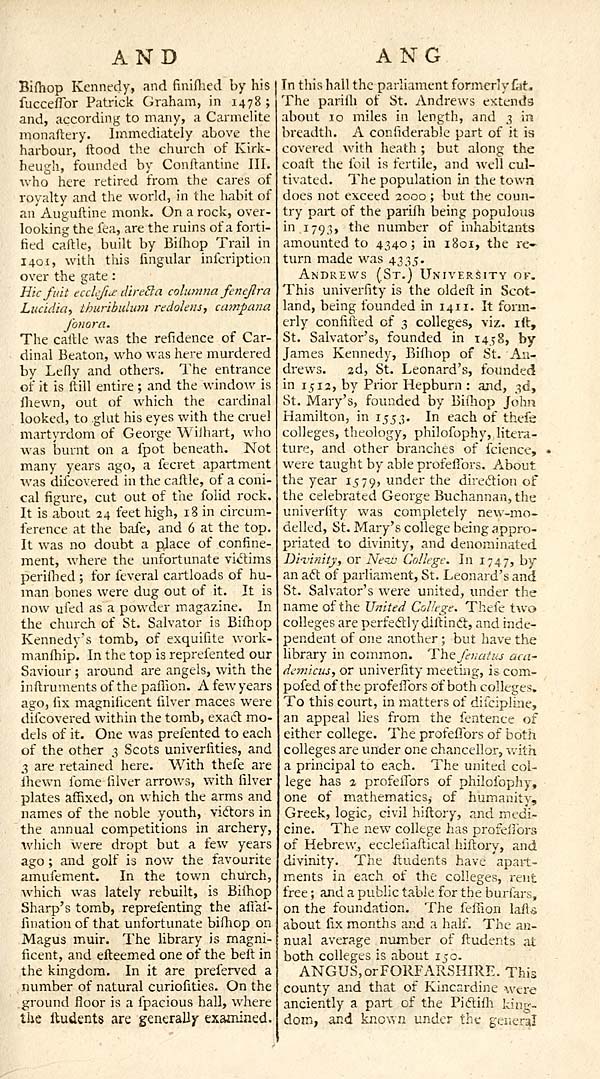 AND
Biſhop Kennedy, and finiſhed by his
ſucceſſor Patrick Graham, in 1478;
and, according to many, a Carmelite
monaſtery. Immediately above the
harbour, ſtood the church of Kirk-
heugh, founded by Conſtantine III.
who here retired from the cares of
royalty and the world, in the habit of
an Auguſtine monk. On a rock, over-
looking the ſea, are the ruins of a forti-
fied caſtle, built by Biſhop Trail in
1401, with this ſingular inſcription
over the gate:
Hic fuit eccleſiæ directa columna feneſtra
Lucidia, thuribulum redolens, campana
ſonora.
The caſtle was the reſidence of Car-
dinal Beaton, who was here murdered
by Leſly and others. The entrance
of it is ſtill entire; and the window is
ſhewn, out of which the cardinal
looked, to glut his eyes with the cruel
martyrdom of George Wiſhart, who
was burnt on a ſpot beneath. Not
many years ago, a ſecret apartment
was diſcovered in the caſtle, of a coni-
cal figure, cut out of the ſolid rock.
It is about 24 feet high, 18 in circum-
ference at the baſe, and 6 at the top.
It was no doubt a place of confine-
ment, where the unfortunate victims
periſhed; for ſeveral cartloads of hu-
man bones were dug out of it. It is
now uſed as a powder magazine. In
the church of St. Salvator is Biſhop
Kennedy's tomb, of exquiſite work-
manſhip. In the top is repreſented our
Saviour; around are angels, with the
inſtruments of the paſſion. A few years
ago, ſix magnificent ſilver maces were
diſcovered within the tomb, exact mo-
dels of it. One was preſented to each
of the other 3 Scots univerſities, and
3 are retained here. With theſe are
ſhewn ſome ſilver arrows, with ſilver
plates affixed, on which the arms and
names of the noble youth, victors in
the annual competitions in archery,
which were dropt but a few years
ago; and golf is now the favourite
amuſement. In the town church,
which was lately rebuilt, is Biſhop
Sharp's tomb, repreſenting the aſſaſ-
ſination of that unfortunate biſhop on
Magus muir. The library is magni-
ficent, and eſteemed one of the beſt in
the kingdom. In it are preſerved a
number of natural curioſities. On the
ground floor is a ſpacious hall, where
the ſtudents are generally examined.
ANG
In this hall the parliament formerly ſat.
The pariſh of St. Andrews extends
about 10 miles in length, and 3 in
breadth. A conſiderable part of it is
covered with heath; but along the
coaſt the ſoil is fertile, and well cul-
tivated. The population in the town
does not exceed 2000; but the coun-
try part of the pariſh being populous
in 1793, the number of inhabitants
amounted to 4340; in 1801, the re-
turn made was 4335.
ANDREWS (ST.) UNIVERSITY OF.
This univerſity is the oldeſt in Scot-
land, being founded in 1411. It form-
erly conſiſted of 3 colleges, viz. 1ſt,
St. Salvator's, founded in 1458, by
James Kennedy, Biſhop of St. An-
drews. 2d, St. Leonard's, founded
in 1512, by Prior Hepburn: and, 3d,
St. Mary's, founded by Biſhop John
Hamilton, in 1553. In each of theſe
colleges, theology, philoſophy, litera-
ture, and other branches of ſcience,
were taught by able profeſſors. About
the year 1579, under the direction of
the celebrated George Buchannan, the
univerſity was completely new-mo-
delled, St. Mary's college being appro-
priated to divinity, and denominated
Divinity, or New College. In 1747, by
an act of parliament, St. Leonard's and
St. Salvator's were united, under the
name of the United College. Theſe two
colleges are perfectly diſtinct, and inde-
pendent of one another; but have the
library in common. The ſenatus aca-
demicus, or univerſity meeting, is com-
poſed of the profeſſors of both colleges.
To this court, in matters of diſcipline,
an appeal lies from the ſentence of
either college. The profeſſors of both
colleges are under one chancellor, with
a principal to each. The united col-
lege has 2 profeſſors of philoſophy,
one of mathematics, of humanity,
Greek, logic, civil hiſtory, and medi-
cine. The new college has profeſſors
of Hebrew, eccleſiaſtical hiſtory, and
divinity. The ſtudents have apart-
ments in each of the colleges, rent
free; and a public table for the burſars,
on the foundation. The ſeſſion laſts
about ſix months and a half. The an-
nual average number of ſtudents at
both colleges is about 150.
ANGUS, or FORFARSHIRE. This
county and that of Kincardine were
anciently a part of the Pictiſh king-
dom, and known under the general